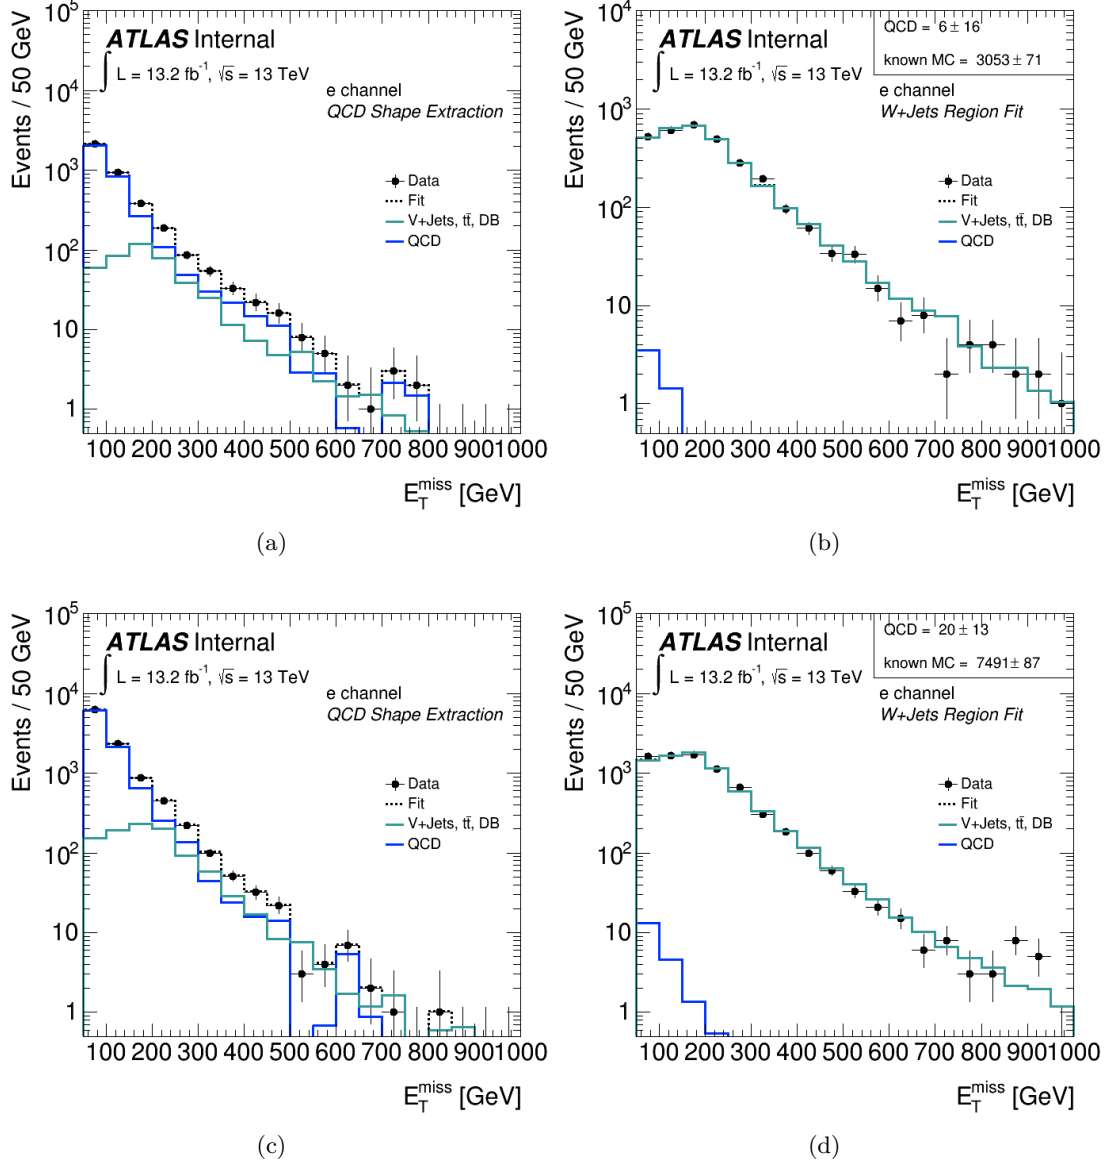 10^5
10^4
10^3
10^2
10
1
Events / 50 GeV
ATLAS Internal
∫ L = 13.2 fb^-1, √s = 13 TeV
e channel
QCD Shape Extraction
Data
Fit
V+Jets, tt̄, DB
QCD
100 200 300 400 500 600 700 800 900 1000
E_T^miss [GeV]
(a)
10^4
10^3
10^2
10
1
Events / 50 GeV
ATLAS Internal
∫ L = 13.2 fb^-1, √s = 13 TeV
QCD = 6 ± 16
known MC = 3053 ± 71
e channel
W+Jets Region Fit
Data
Fit
V+Jets, tt̄, DB
QCD
100 200 300 400 500 600 700 800 900 1000
E_T^miss [GeV]
(b)
10^5
10^4
10^3
10^2
10
1
Events / 50 GeV
ATLAS Internal
∫ L = 13.2 fb^-1, √s = 13 TeV
e channel
QCD Shape Extraction
Data
Fit
V+Jets, tt̄, DB
QCD
100 200 300 400 500 600 700 800 900 1000
E_T^miss [GeV]
(c)
10^5
10^4
10^3
10^2
10
1
Events / 50 GeV
ATLAS Internal
∫ L = 13.2 fb^-1, √s = 13 TeV
QCD = 20 ± 13
known MC = 7491 ± 87
e channel
W+Jets Region Fit
Data
Fit
V+Jets, tt̄, DB
QCD
100 200 300 400 500 600 700 800 900 1000
E_T^miss [GeV]
(d)